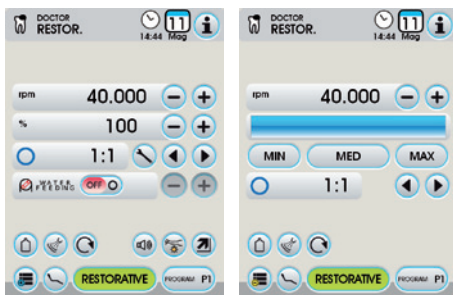 DOCTOR
RESTOR.
14:44 11 Mag
i
rpm 40.000 − +
% 100 − +
1:1
WATER FEEDING OFF O − +
RESTORATIVE PROGRAM P1
DOCTOR
RESTOR.
14:44 11 Mag
i
rpm 40.000 − +
MIN MED MAX
1:1
RESTORATIVE PROGRAM P1